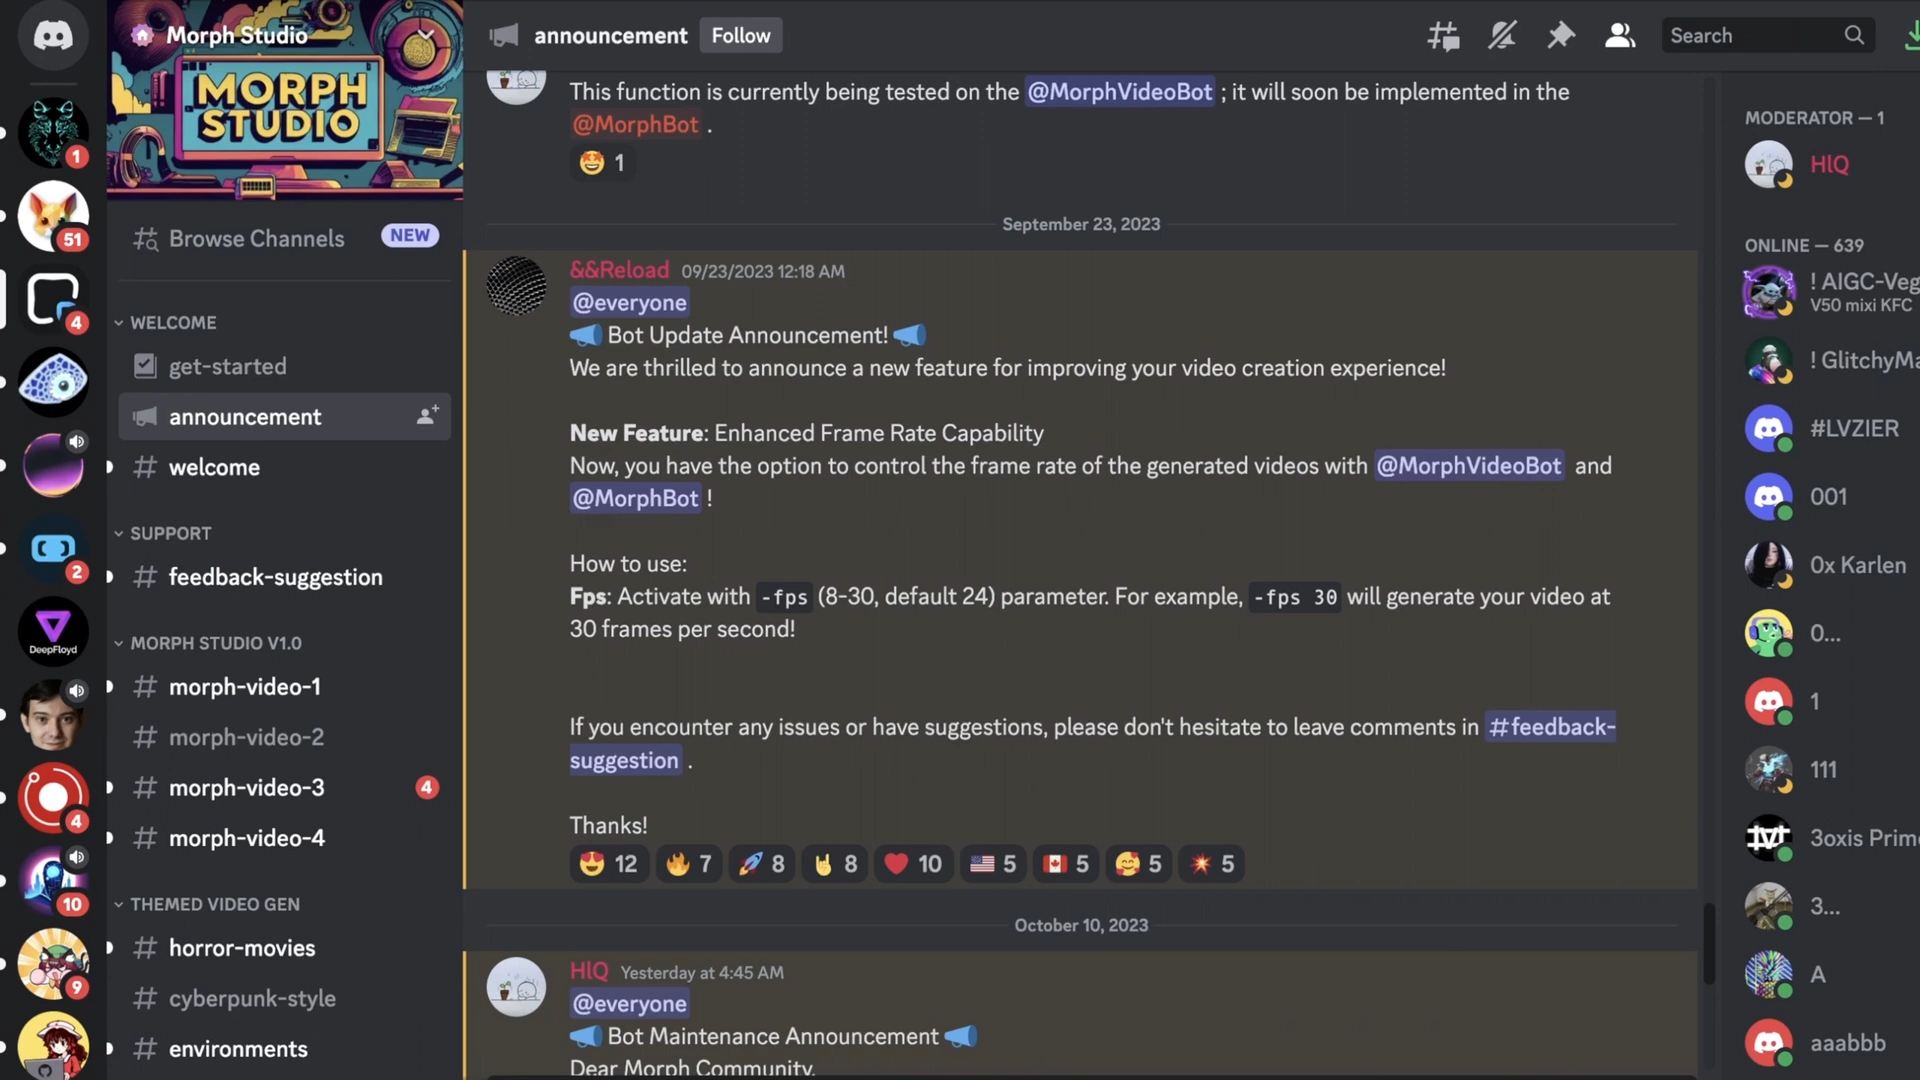 Morph Studio
MORPH
STUDIO
Browse Channels
NEW
WELCOME
get-started
announcement
welcome
SUPPORT
feedback-suggestion
MORPH STUDIO V1.0
morph-video-1
morph-video-2
morph-video-3
4
morph-video-4
THEMED VIDEO GEN
horror-movies
cyberpunk-style
environments
1
51
4
2
DeepFloyd
4
10
9
announcement
Follow
Search
This function is currently being tested on the @MorphVideoBot ; it will soon be implemented in the
@MorphBot .
1
September 23, 2023
&&Reload 09/23/2023 12:18 AM
@everyone
Bot Update Announcement!
We are thrilled to announce a new feature for improving your video creation experience!
New Feature: Enhanced Frame Rate Capability
Now, you have the option to control the frame rate of the generated videos with @MorphVideoBot and
@MorphBot !
How to use:
Fps: Activate with -fps (8-30, default 24) parameter. For example, -fps 30 will generate your video at
30 frames per second!
If you encounter any issues or have suggestions, please don't hesitate to leave comments in #feedback-
suggestion .
Thanks!
12 7 8 8 10 5 5 5 5
October 10, 2023
HlQ Yesterday at 4:45 AM
@everyone
Bot Maintenance Announcement
Dear Morph Community,
MODERATOR — 1
HlQ
ONLINE — 639
! AIGC-Veg
V50 mixi KFC
! GlitchyMa
#LVZIER
001
0x Karlen
0...
1
111
3oxis Prime
3...
A
aaabbb